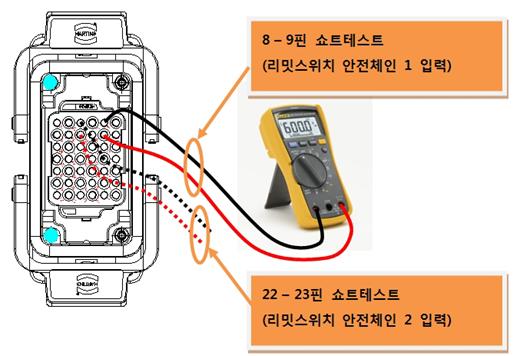 HARTING
8 – 9핀 쇼트테스트
(리밋스위치 안전체인 1 입력)
600.0
22 – 23핀 쇼트테스트
(리밋스위치 안전체인 2 입력)